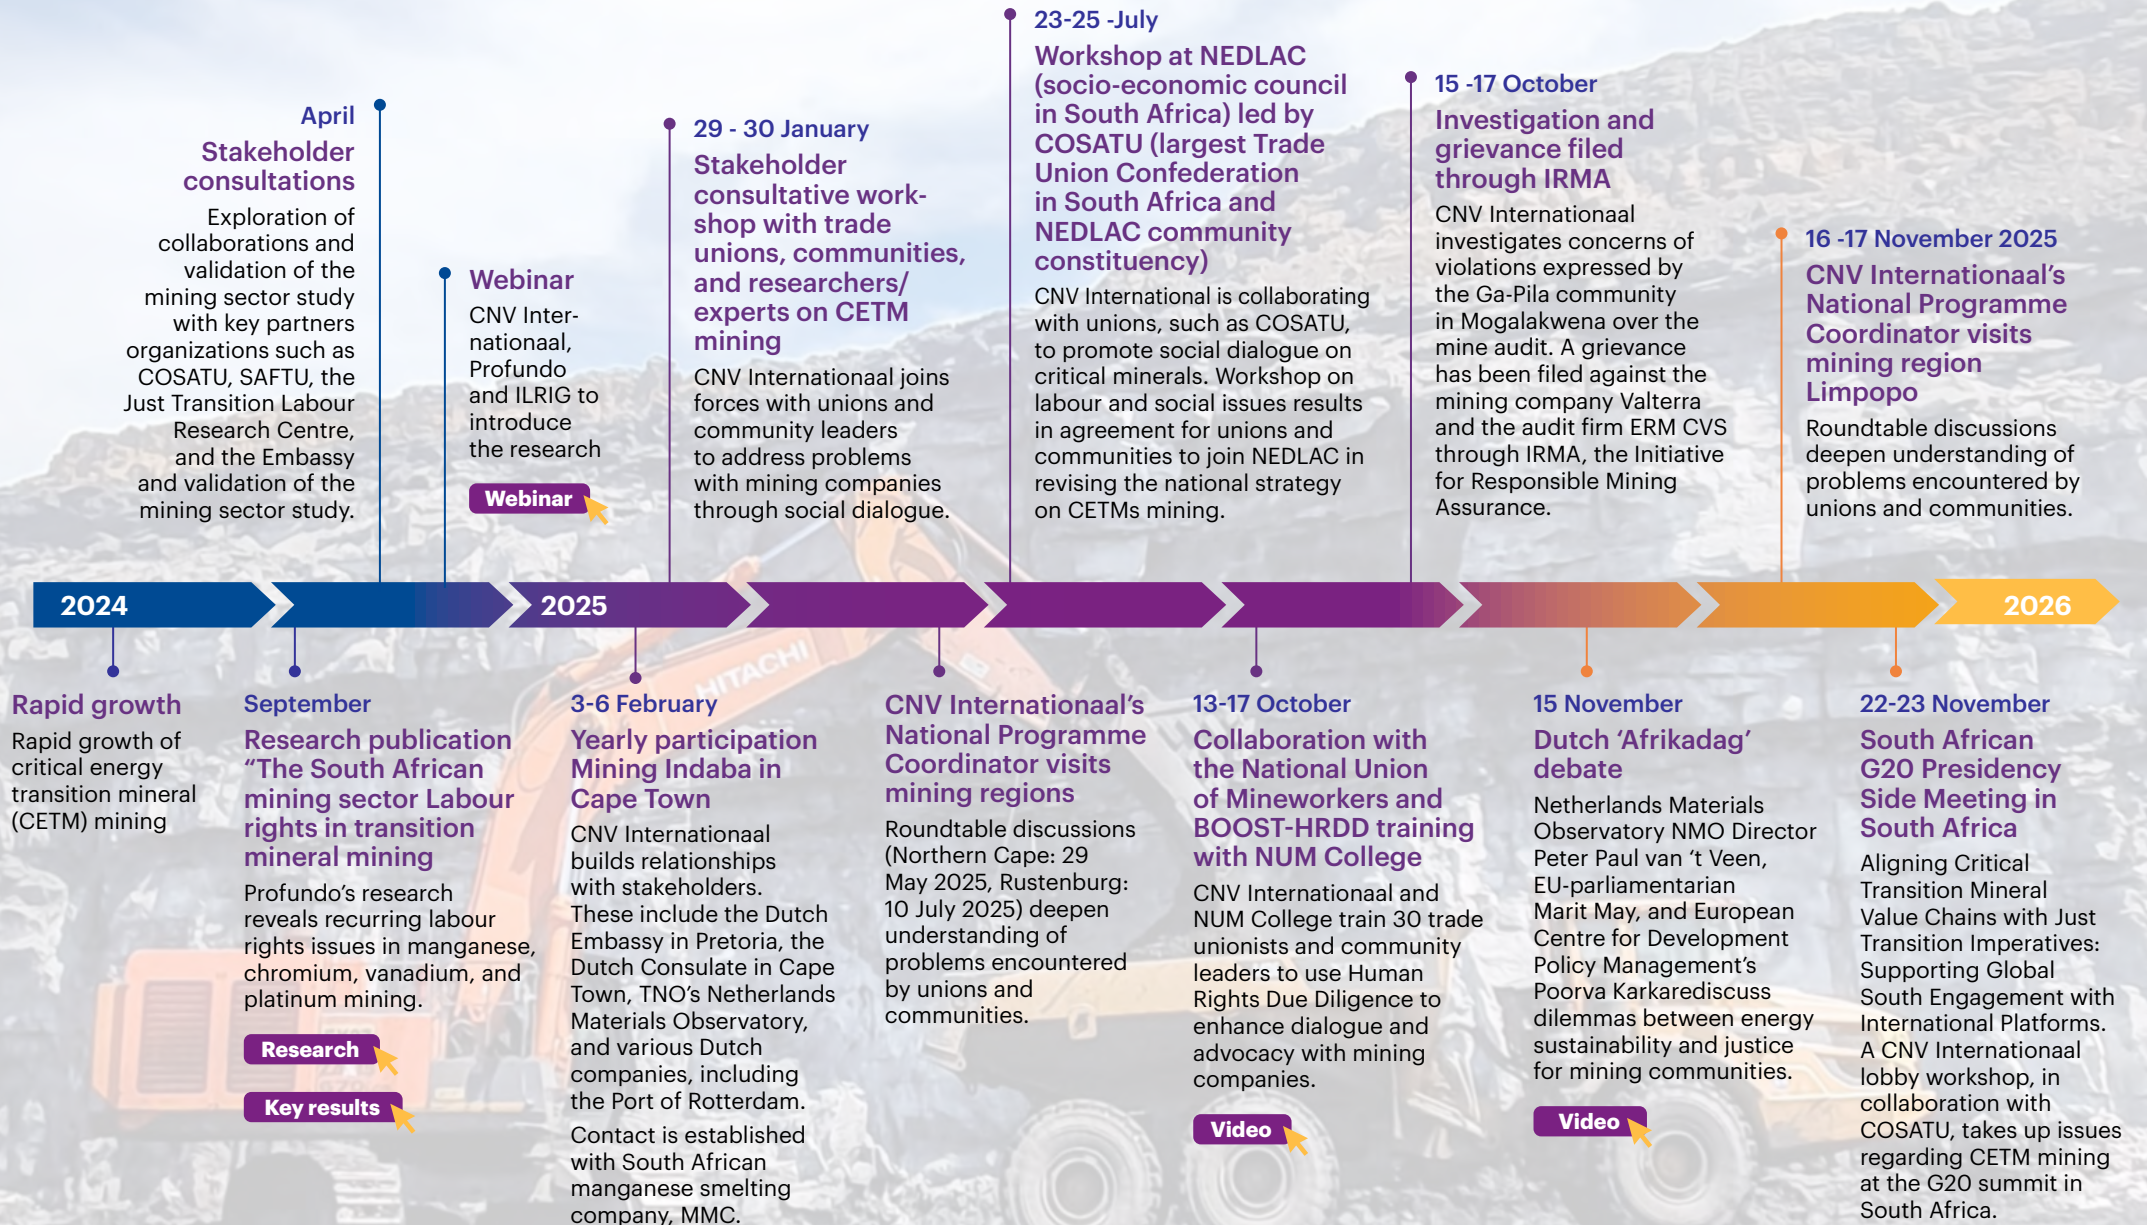 April
Stakeholder
consultations
Exploration of
collaborations and
validation of the
mining sector study
with key partners
organizations such as
COSATU, SAFTU, the
Just Transition Labour
Research Centre,
and the Embassy
and validation of the
mining sector study.
Webinar
CNV Inter-
nationaal,
Profundo
and ILRIG to
introduce
the research
Webinar
29 - 30 January
Stakeholder
consultative work-
shop with trade
unions, communities,
and researchers/
experts on CETM
mining
CNV Internationaal joins
forces with unions and
community leaders
to address problems
with mining companies
through social dialogue.
23-25 -July
Workshop at NEDLAC
(socio-economic council
in South Africa) led by
COSATU (largest Trade
Union Confederation
in South Africa and
NEDLAC community
constituency)
CNV International is collaborating
with unions, such as COSATU,
to promote social dialogue on
critical minerals. Workshop on
labour and social issues results
in agreement for unions and
communities to join NEDLAC in
revising the national strategy
on CETMs mining.
15 -17 October
Investigation and
grievance filed
through IRMA
CNV Internationaal
investigates concerns of
violations expressed by
the Ga-Pila community
in Mogalakwena over the
mine audit. A grievance
has been filed against the
mining company Valterra
and the audit firm ERM CVS
through IRMA, the Initiative
for Responsible Mining
Assurance.
16 -17 November 2025
CNV Internationaal's
National Programme
Coordinator visits
mining region
Limpopo
Roundtable discussions
deepen understanding of
problems encountered by
unions and communities.
2024
2025
2026
Rapid growth
Rapid growth of
critical energy
transition mineral
(CETM) mining
September
Research publication
“The South African
mining sector Labour
rights in transition
mineral mining
Profundo's research
reveals recurring labour
rights issues in manganese,
chromium, vanadium, and
platinum mining.
Research
Key results
3-6 February
Yearly participation
Mining Indaba in
Cape Town
CNV Internationaal
builds relationships
with stakeholders.
These include the Dutch
Embassy in Pretoria, the
Dutch Consulate in Cape
Town, TNO's Netherlands
Materials Observatory,
and various Dutch
companies, including
the Port of Rotterdam.
Contact is established
with South African
manganese smelting
company, MMC.
CNV Internationaal's
National Programme
Coordinator visits
mining regions
Roundtable discussions
(Northern Cape: 29
May 2025, Rustenburg:
10 July 2025) deepen
understanding of
problems encountered
by unions and
communities.
13-17 October
Collaboration with
the National Union
of Mineworkers and
BOOST-HRDD training
with NUM College
CNV Internationaal and
NUM College train 30 trade
unionists and community
leaders to use Human
Rights Due Diligence to
enhance dialogue and
advocacy with mining
companies.
Video
15 November
Dutch ‘Afrikadag’
debate
Netherlands Materials
Observatory NMO Director
Peter Paul van ‘t Veen,
EU-parliamentarian
Marit May, and European
Centre for Development
Policy Management's
Poorva Karkarediscuss
dilemmas between energy
sustainability and justice
for mining communities.
Video
22-23 November
South African
G20 Presidency
Side Meeting in
South Africa
Aligning Critical
Transition Mineral
Value Chains with Just
Transition Imperatives:
Supporting Global
South Engagement with
International Platforms.
A CNV Internationaal
lobby workshop, in
collaboration with
COSATU, takes up issues
regarding CETM mining
at the G20 summit in
South Africa.
HITACHI